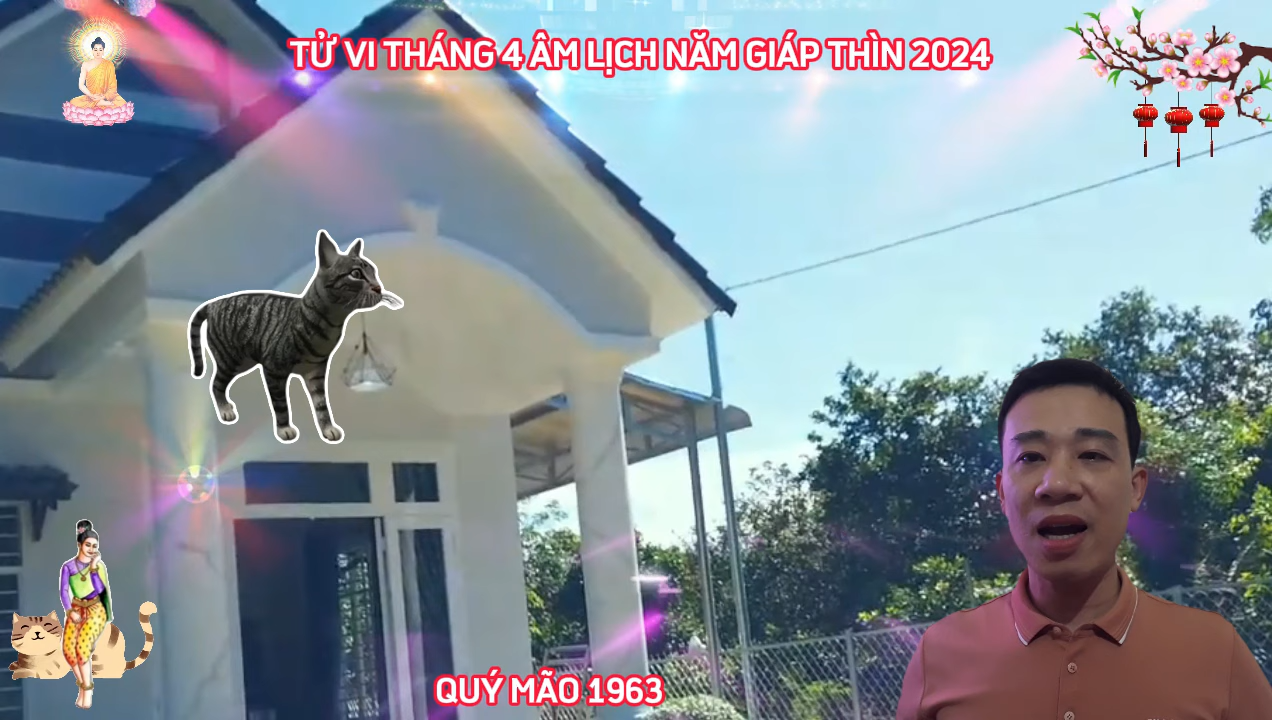 TỬ VI THÁNG 4 ÂM LỊCH NĂM GIÁP THÌN 2024
QUÝ MÃO 1963